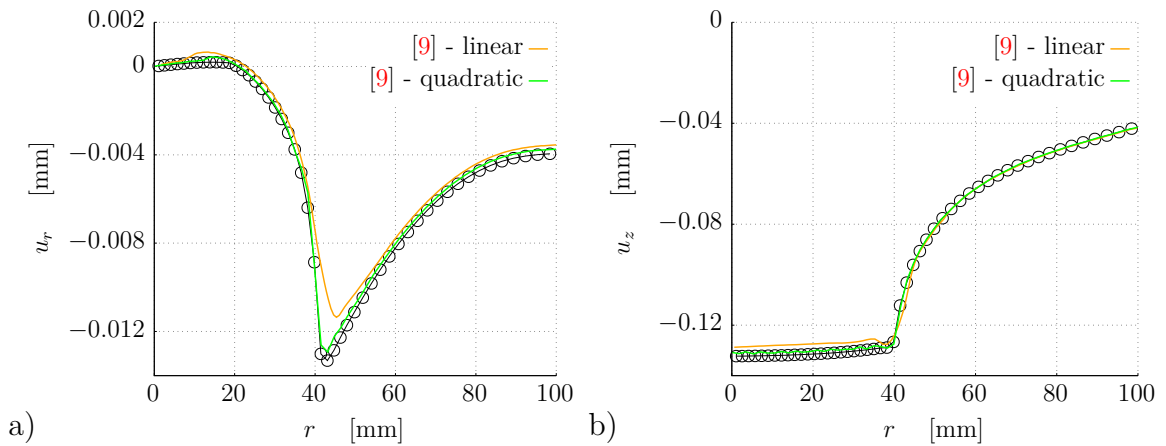 0.002
0
−0.004
−0.008
−0.012
u_r [mm]
[9] - linear
[9] - quadratic
0 20 40 60 80 100
r [mm]
a)
0
−0.04
−0.08
−0.12
u_z [mm]
[9] - linear
[9] - quadratic
0 20 40 60 80 100
r [mm]
b)